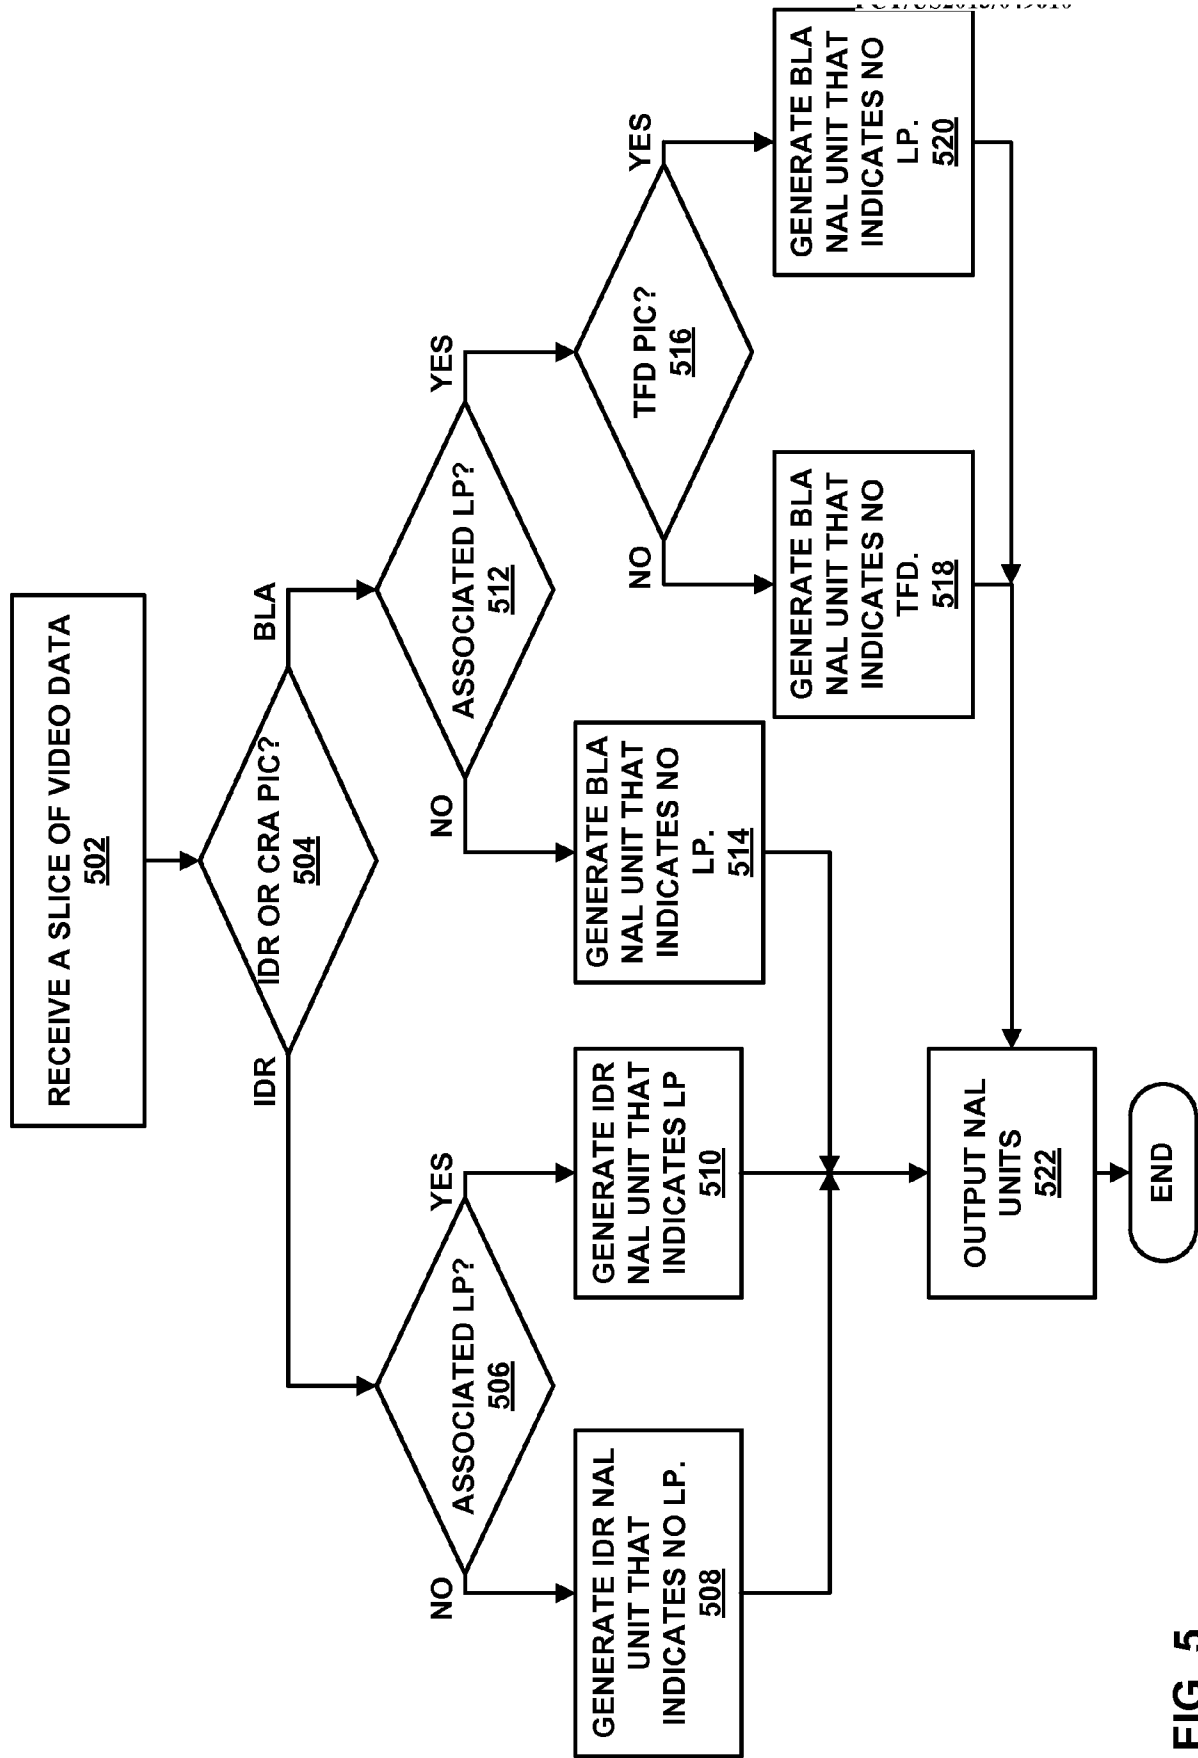 RECEIVE A SLICE OF VIDEO DATA
502
IDR OR CRA PIC?
504
IDR
BLA
ASSOCIATED LP?
506
NO
YES
ASSOCIATED LP?
512
NO
YES
GENERATE IDR NAL
UNIT THAT
INDICATES NO LP.
508
GENERATE IDR
NAL UNIT THAT
INDICATES LP
510
GENERATE BLA
NAL UNIT THAT
INDICATES NO
LP.
514
TFD PIC?
516
NO
YES
GENERATE BLA
NAL UNIT THAT
INDICATES NO
TFD.
518
GENERATE BLA
NAL UNIT THAT
INDICATES NO
LP.
520
OUTPUT NAL
UNITS
522
END
FIG. 5